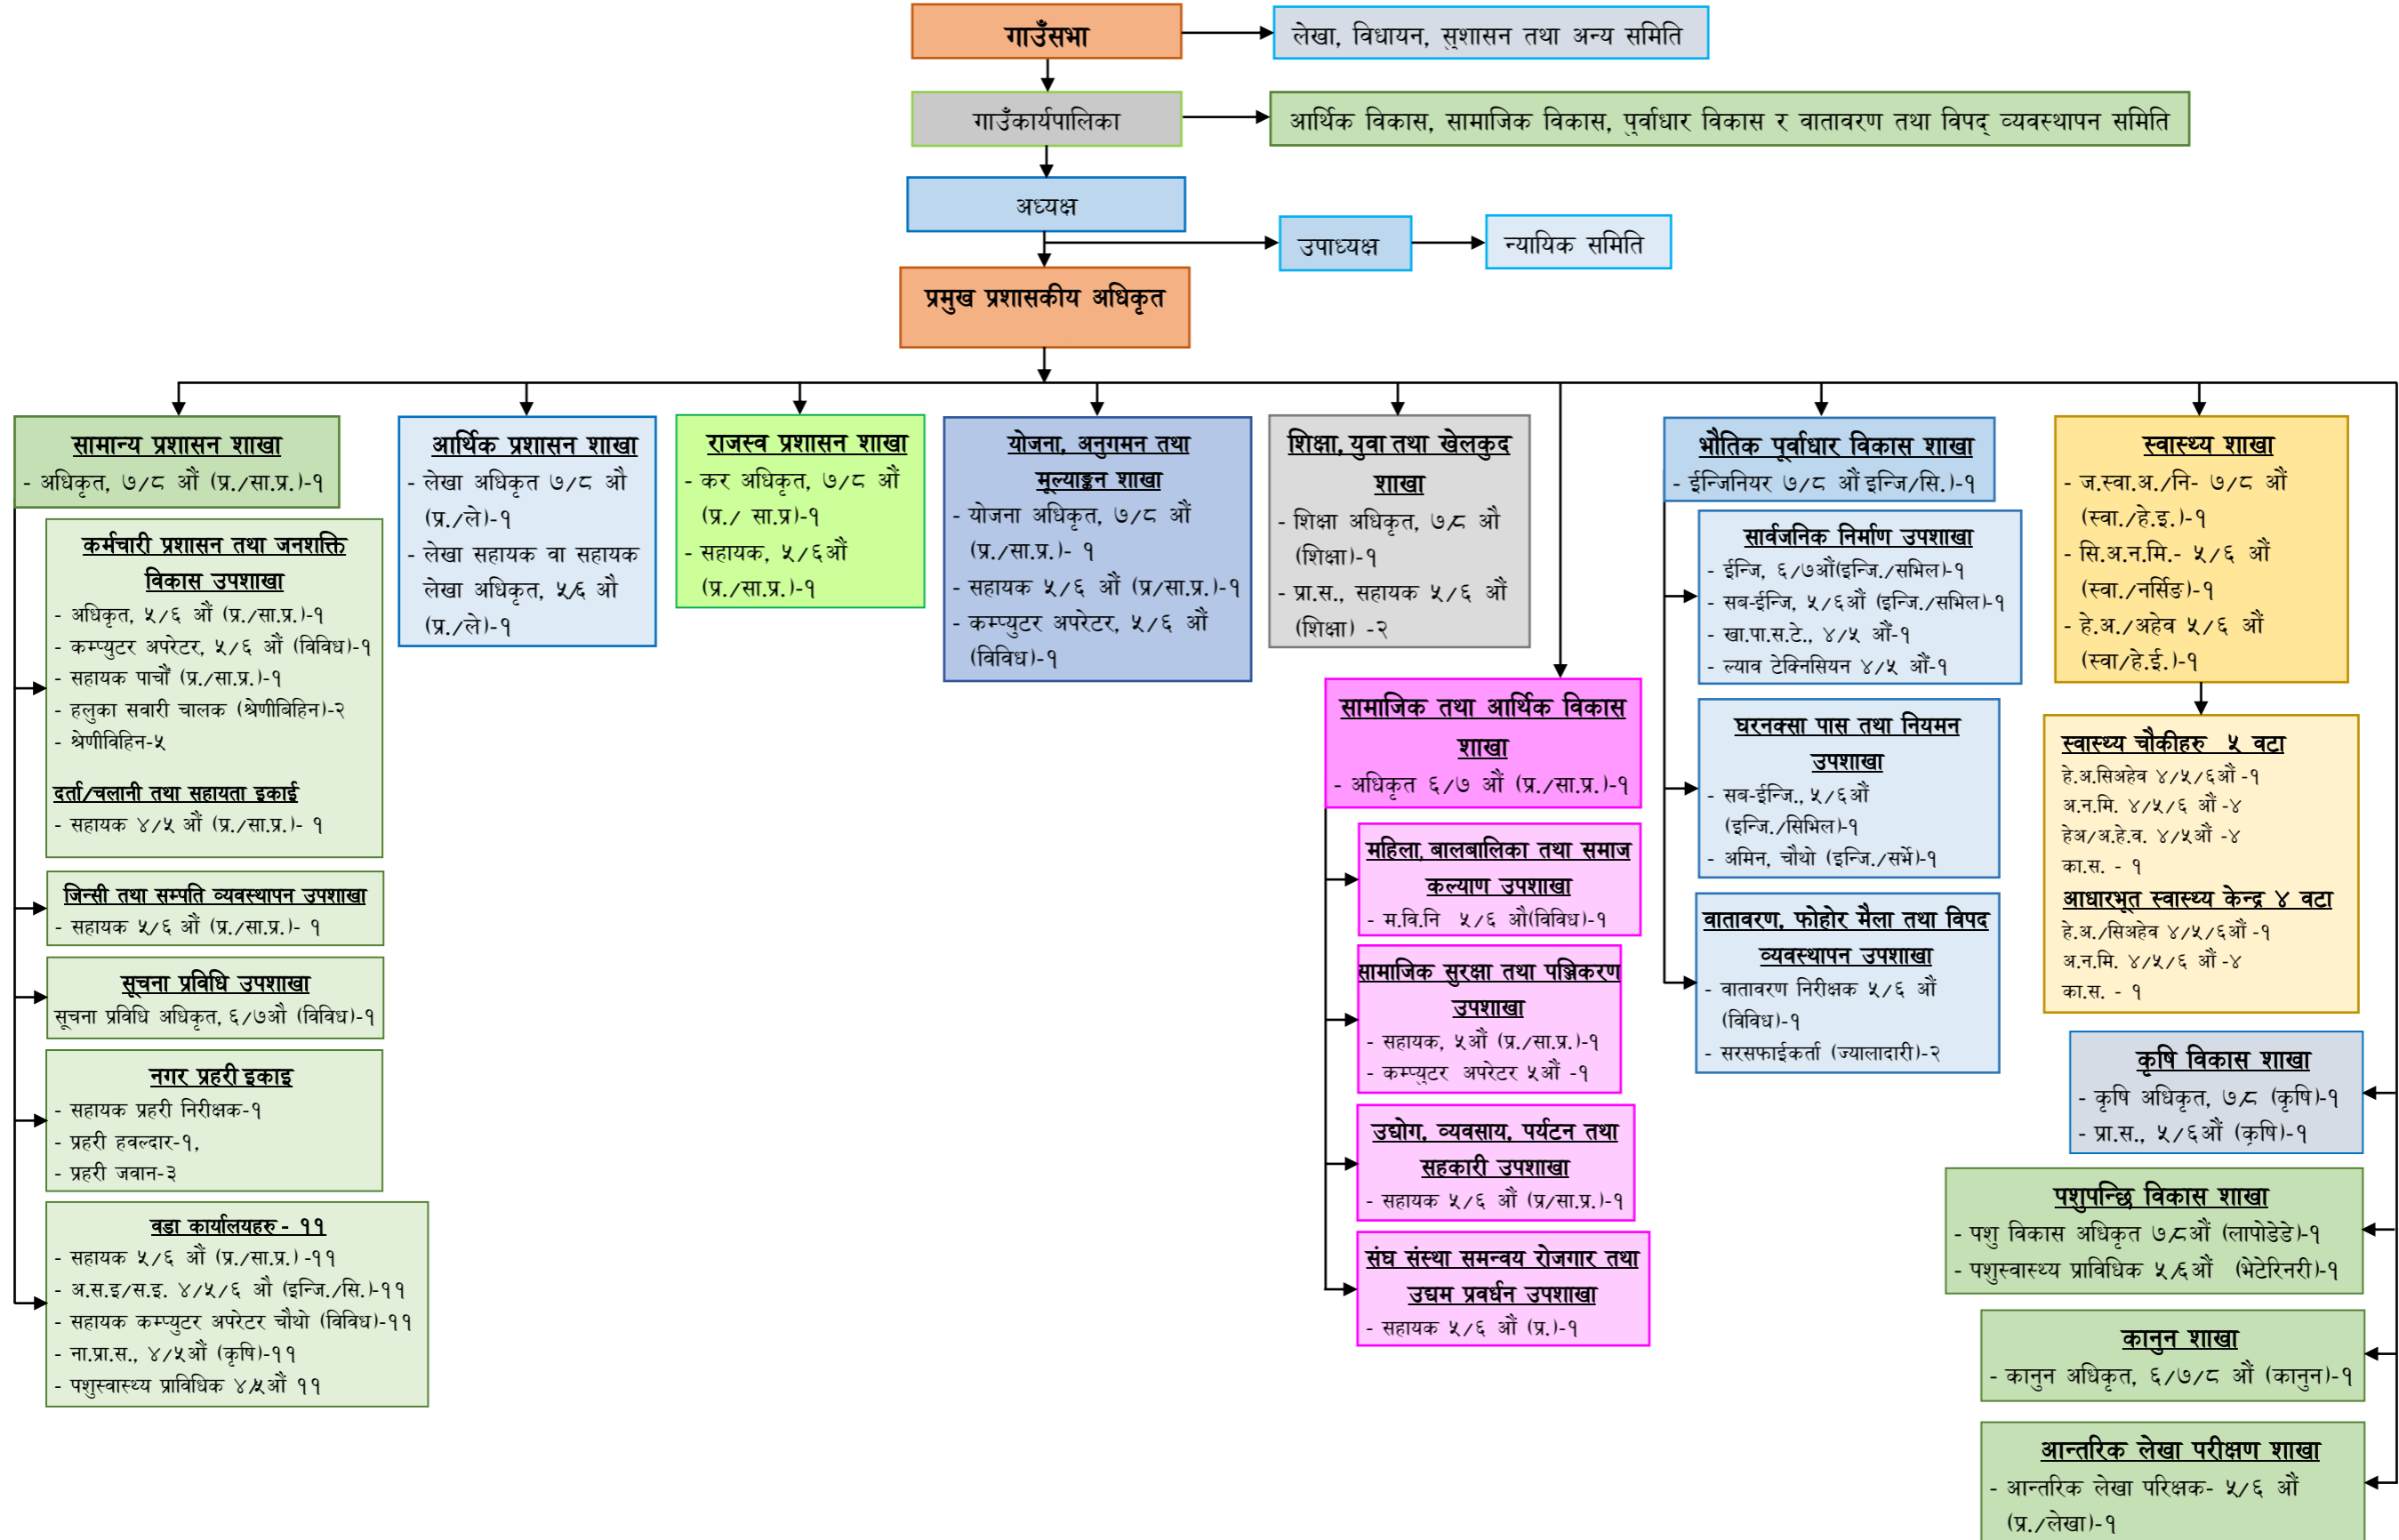 गाउँसभा
लेखा, विधायन, सुशासन तथा अन्य समिति
गाउँकार्यपालिका
आर्थिक विकास, सामाजिक विकास, पुर्वाधार विकास र वातावरण तथा विपद् व्यवस्थापन समिति
अध्यक्ष
उपाध्यक्ष
न्यायिक समिति
प्रमुख प्रशासकीय अधिकृत
सामान्य प्रशासन शाखा
- अधिकृत, ७/८ औं (प्र./सा.प्र.)-१
कर्मचारी प्रशासन तथा जनशक्ति
विकास उपशाखा
- अधिकृत, ५/६ औं (प्र./सा.प्र.)-१
- कम्प्युटर अपरेटर, ५/६ औं (विविध)-१
- सहायक पाचौं (प्र./सा.प्र.)-१
- हलुका सवारी चालक (श्रेणीबिहिन)-२
- श्रेणीविहिन-५
दर्ता/चलानी तथा सहायता इकाई
- सहायक ४/५ औं (प्र./सा.प्र.)- १
जिन्सी तथा सम्पति व्यवस्थापन उपशाखा
- सहायक ५/६ औं (प्र./सा.प्र.)- १
सूचना प्रविधि उपशाखा
सूचना प्रविधि अधिकृत, ६/७औ (विविध)-१
नगर प्रहरी इकाइ
- सहायक प्रहरी निरीक्षक-१
- प्रहरी हवल्दार-१,
- प्रहरी जवान-३
वडा कार्यालयहरु - ११
- सहायक ५/६ औं (प्र./सा.प्र.) -११
- अ.स.इ/स.इ. ४/५/६ औ (इन्जि./सि.)-११
- सहायक कम्प्युटर अपरेटर चौथो (विविध)-११
- ना.प्रा.स., ४/५औं (कृषि)-११
- पशुस्वास्थ्य प्राविधिक ४/५औं ११
आर्थिक प्रशासन शाखा
- लेखा अधिकृत ७/८ औ
(प्र./ले)-१
- लेखा सहायक वा सहायक
लेखा अधिकृत, ५/६ औ
(प्र./ले)-१
राजस्व प्रशासन शाखा
- कर अधिकृत, ७/८ औं
(प्र./ सा.प्र)-१
- सहायक, ५/६औं
(प्र./सा.प्र.)-१
योजना, अनुगमन तथा
मूल्याङ्कन शाखा
- योजना अधिकृत, ७/८ औं
(प्र./सा.प्र.)- १
- सहायक ५/६ औं (प्र/सा.प्र.)-१
- कम्प्युटर अपरेटर, ५/६ औं
(विविध)-१
शिक्षा, युवा तथा खेलकुद
शाखा
- शिक्षा अधिकृत, ७/८ औ
(शिक्षा)-१
- प्रा.स., सहायक ५/६ औं
(शिक्षा) -२
सामाजिक तथा आर्थिक विकास
शाखा
- अधिकृत ६/७ औं (प्र./सा.प्र.)-१
महिला, बालबालिका तथा समाज
कल्याण उपशाखा
- म.वि.नि ५/६ औ(विविध)-१
सामाजिक सुरक्षा तथा पञ्जिकरण
उपशाखा
- सहायक, ५औं (प्र./सा.प्र.)-१
- कम्प्युटर अपरेटर ५औं -१
उद्योग, व्यवसाय, पर्यटन तथा
सहकारी उपशाखा
- सहायक ५/६ औं (प्र/सा.प्र.)-१
संघ संस्था समन्वय रोजगार तथा
उद्यम प्रवर्धन उपशाखा
- सहायक ५/६ औं (प्र.)-१
भौतिक पूर्वाधार विकास शाखा
- ईन्जिनियर ७/८ औं इन्जि/सि.)-१
सार्वजनिक निर्माण उपशाखा
- ईन्जि, ६/७औं(इन्जि./सभिल)-१
- सब-ईन्जि, ५/६औं (इन्जि./सभिल)-१
- खा.पा.स.टे., ४/५ औं-१
- ल्याव टेक्निसियन ४/५ औं-१
घरनक्सा पास तथा नियमन
उपशाखा
- सब-ईन्जि., ५/६औं
(इन्जि./सिभिल)-१
- अमिन, चौथो (इन्जि./सर्भे)-१
वातावरण, फोहोर मैला तथा विपद
व्यवस्थापन उपशाखा
- वातावरण निरीक्षक ५/६ औं
(विविध)-१
- सरसफाईकर्ता (ज्यालादारी)-२
स्वास्थ्य शाखा
- ज.स्वा.अ./नि- ७/८ औं
(स्वा./हे.इ.)-१
- सि.अ.न.मि.- ५/६ औं
(स्वा./नर्सिङ)-१
- हे.अ./अहेव ५/६ औं
(स्वा/हे.ई.)-१
स्वास्थ्य चौकीहरु ५ वटा
हे.अ.सिअहेव ४/५/६औं -१
अ.न.मि. ४/५/६ औं -४
हेअ/अ.हे.व. ४/५औं -४
का.स. - १
आधारभूत स्वास्थ्य केन्द्र ४ वटा
हे.अ./सिअहेव ४/५/६औं -१
अ.न.मि. ४/५/६ औं -४
का.स. - १
कृषि विकास शाखा
- कृषि अधिकृत, ७/८ (कृषि)-१
- प्रा.स., ५/६औं (कृषि)-१
पशुपन्छि विकास शाखा
- पशु विकास अधिकृत ७/८औं (लापोडेडे)-१
- पशुस्वास्थ्य प्राविधिक ५/६औं (भेटेरिनरी)-१
कानुन शाखा
- कानुन अधिकृत, ६/७/८ औं (कानुन)-१
आन्तरिक लेखा परीक्षण शाखा
- आन्तरिक लेखा परिक्षक- ५/६ औं
(प्र./लेखा)-१